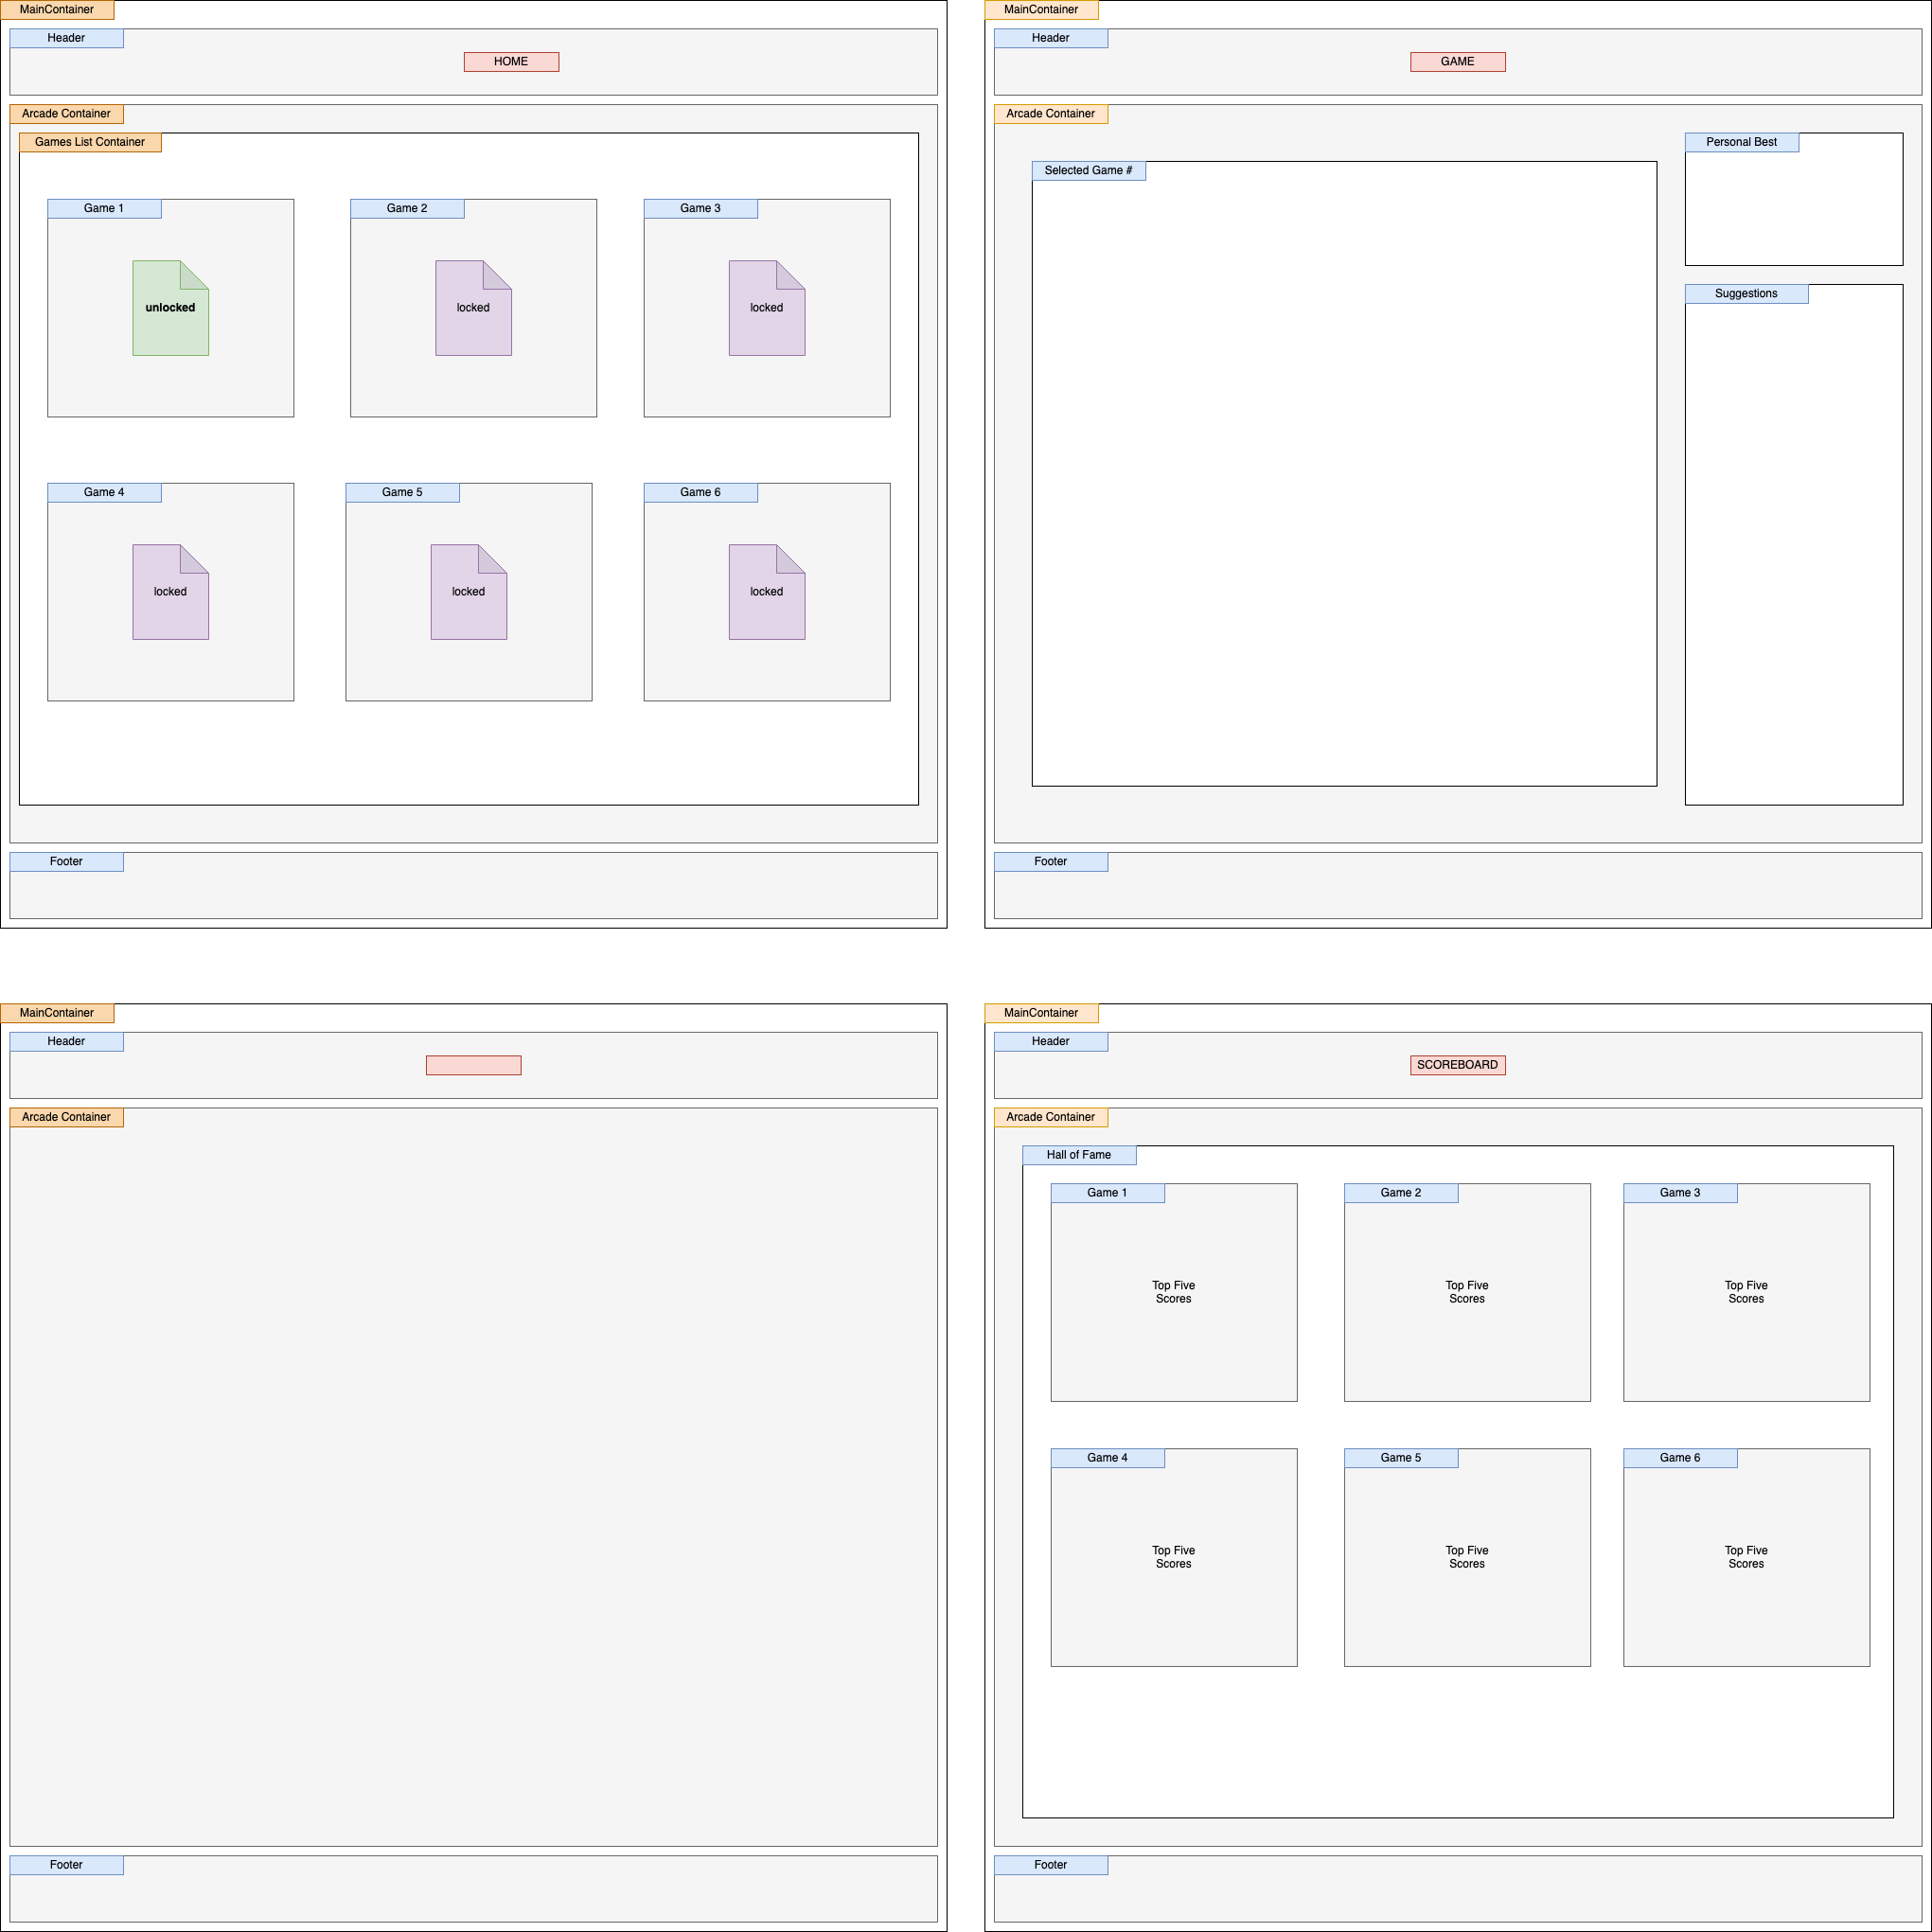 MainContainer
Header
HOME
Arcade Container
Games List Container
Game 1
Game 2
Game 3
unlocked
locked
locked
Game 4
Game 5
Game 6
locked
locked
locked
Footer
MainContainer
Header
GAME
Arcade Container
Personal Best
Selected Game #
Suggestions
Footer
MainContainer
Header
Arcade Container
Footer
MainContainer
Header
SCOREBOARD
Arcade Container
Hall of Fame
Game 1
Game 2
Game 3
Top Five
Scores
Top Five
Scores
Top Five
Scores
Game 4
Game 5
Game 6
Top Five
Scores
Top Five
Scores
Top Five
Scores
Footer